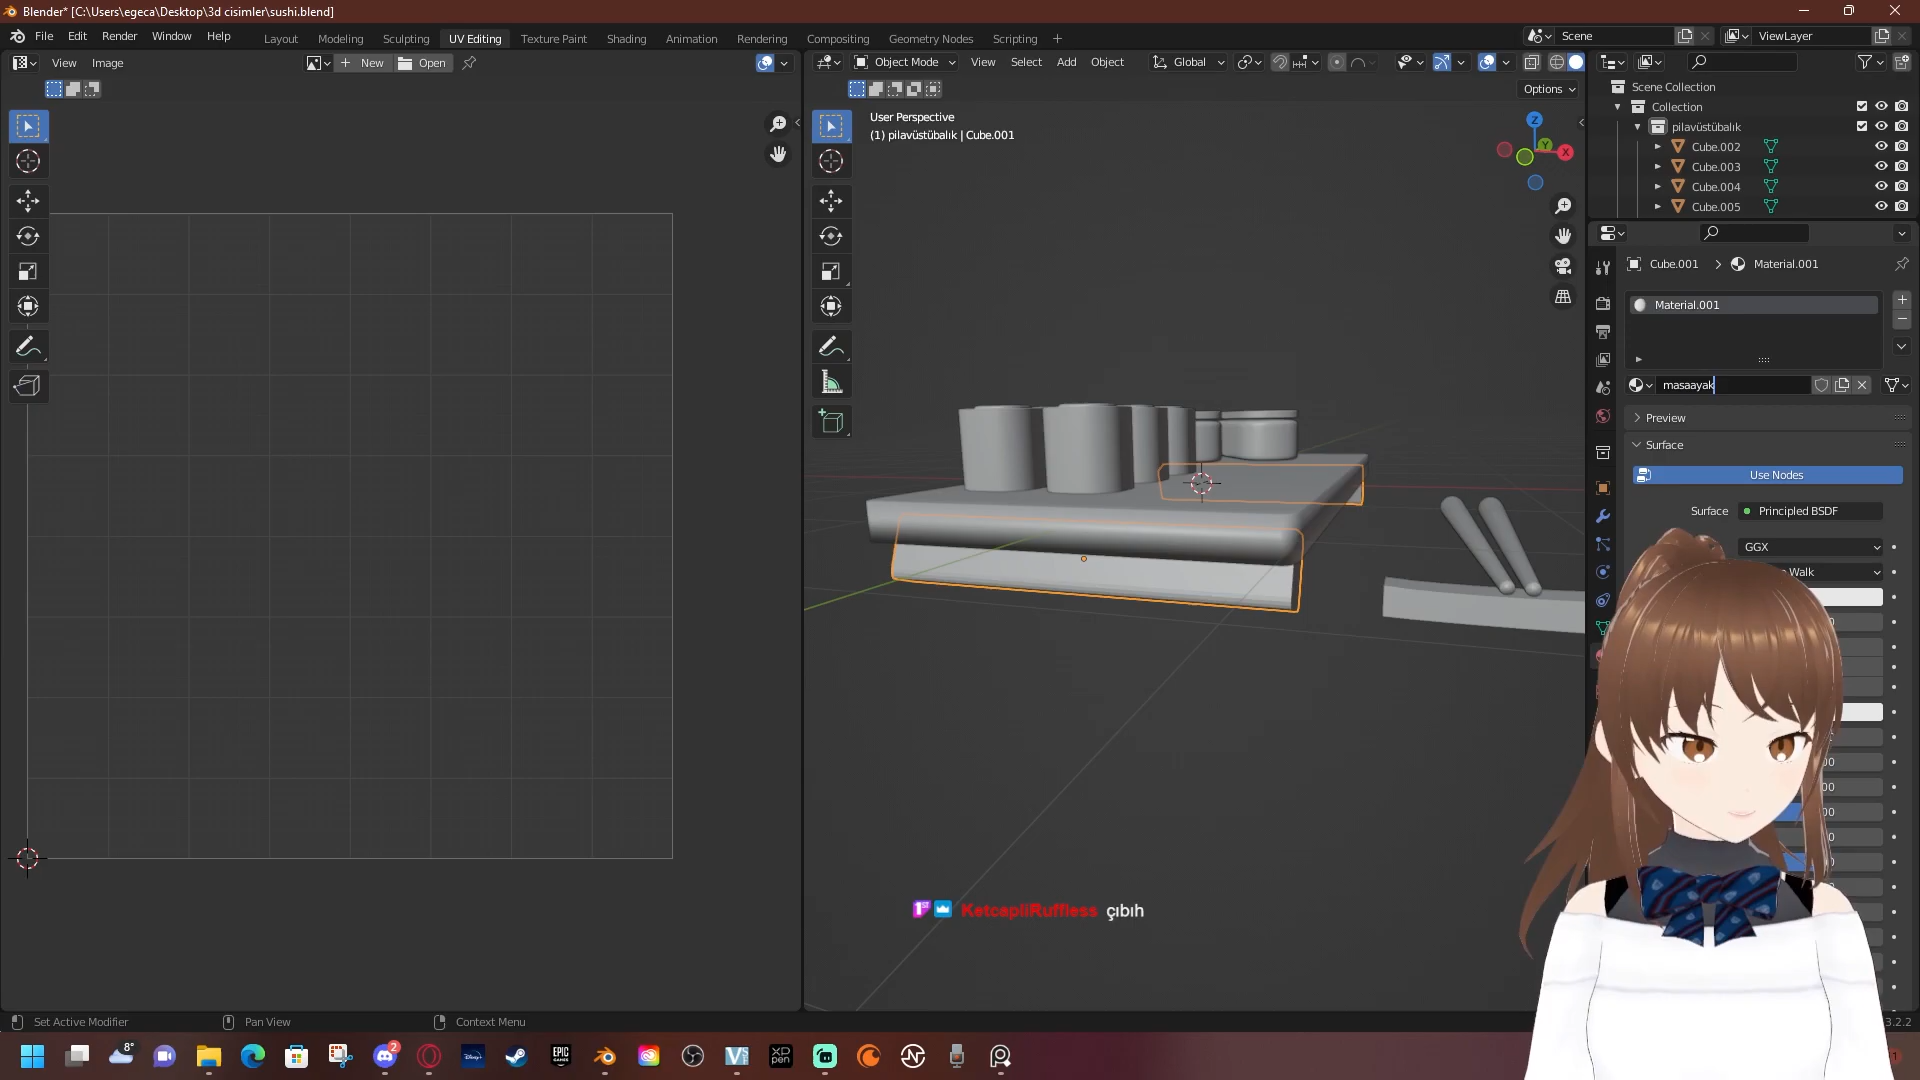 Blender* [C:\Users\egeca\Desktop\3d cisimler\sushi.blend]
File Edit Render Window Help
Layout Modeling Sculpting UV Editing Texture Paint Shading Animation Rendering Compositing Geometry Nodes Scripting
Scene
ViewLayer
View Image
New
Open
Object Mode
View Select Add Object
Global
Options
User Perspective
(1) pilavüstübalık | Cube.001
Z
Y
X
Scene Collection
Collection
pilavüstübalık
Cube.002
Cube.003
Cube.004
Cube.005
Cube.001 > Material.001
Material.001
masaayak
Preview
Surface
Use Nodes
Surface Principled BSDF
GGX
Walk
KetcapliRuffless çıbıh
Set Active Modifier
Pan View
Context Menu
3.2.2
8°
2